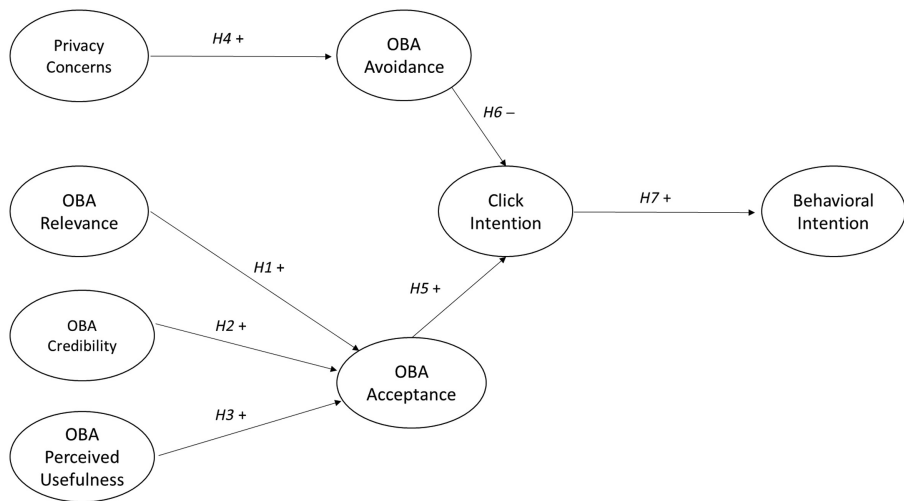 Privacy
Concerns
H4 +
OBA
Avoidance
H6 –
OBA
Relevance
H1 +
Click
Intention
H7 +
Behavioral
Intention
OBA
Credibility
H2 +
H5 +
OBA
Acceptance
OBA
Perceived
Usefulness
H3 +